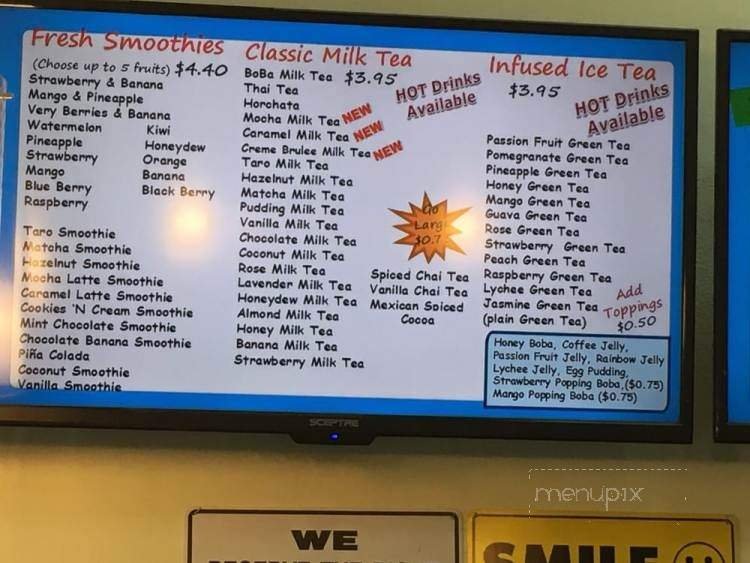 Fresh Smoothies
(Choose up to 5 fruits) $4.40
Strawberry & Banana
Mango & Pineapple
Very Berries & Banana
Watermelon Kiwi
Pineapple Honeydew
Strawberry Orange
Mango Banana
Blue Berry Black Berry
Raspberry
Taro Smoothie
Matcha Smoothie
Hazelnut Smoothie
Mocha Latte Smoothie
Caramel Latte Smoothie
Cookies 'N Cream Smoothie
Mint Chocolate Smoothie
Chocolate Banana Smoothie
Piña Colada
Coconut Smoothie
Vanilla Smoothie
Classic Milk Tea
BoBa Milk Tea $3.95
Thai Tea
Horchata
Mocha Milk Tea NEW
Caramel Milk Tea NEW
Creme Brulee Milk Tea NEW
Taro Milk Tea
Hazelnut Milk Tea
Matcha Milk Tea
Pudding Milk Tea
Vanilla Milk Tea
Chocolate Milk Tea
Coconut Milk Tea
Rose Milk Tea
Lavender Milk Tea
Honeydew Milk Tea
Almond Milk Tea
Honey Milk Tea
Banana Milk Tea
Strawberry Milk Tea
HOT Drinks
Available
Go
Large
Spiced Chai Tea
Vanilla Chai Tea
Mexican Spiced
Cocoa
Infused Ice Tea
$3.95
HOT Drinks
Available
Passion Fruit Green Tea
Pomegranate Green Tea
Pineapple Green Tea
Honey Green Tea
Mango Green Tea
Guava Green Tea
Rose Green Tea
Strawberry Green Tea
Peach Green Tea
Raspberry Green Tea
Lychee Green Tea
Jasmine Green Tea
(plain Green Tea)
Add
Toppings
$0.50
Honey Boba, Coffee Jelly,
Passion Fruit Jelly, Rainbow Jelly
Lychee Jelly, Egg Pudding,
Strawberry Popping Boba,($0.75)
Mango Popping Boba ($0.75)
SCEPTRE
menupix
WE
SMILE